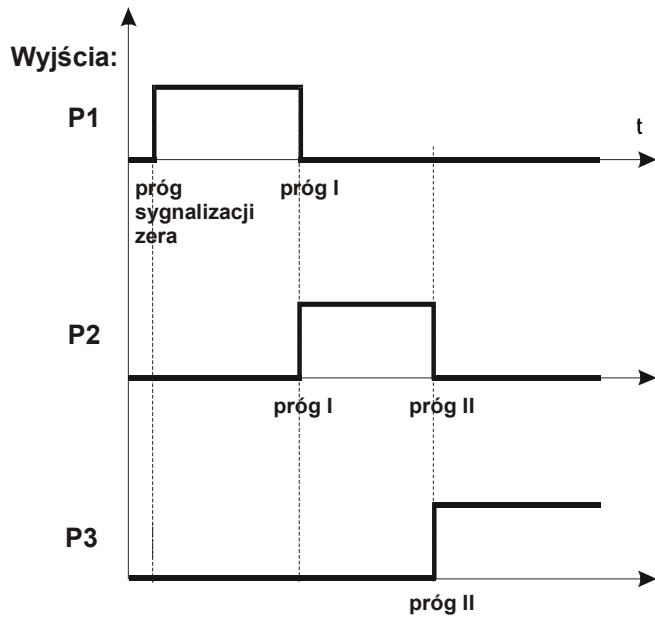 Wyjścia:
P1
t
próg
sygnalizacji
zera
próg I
P2
próg I
próg II
P3
próg II